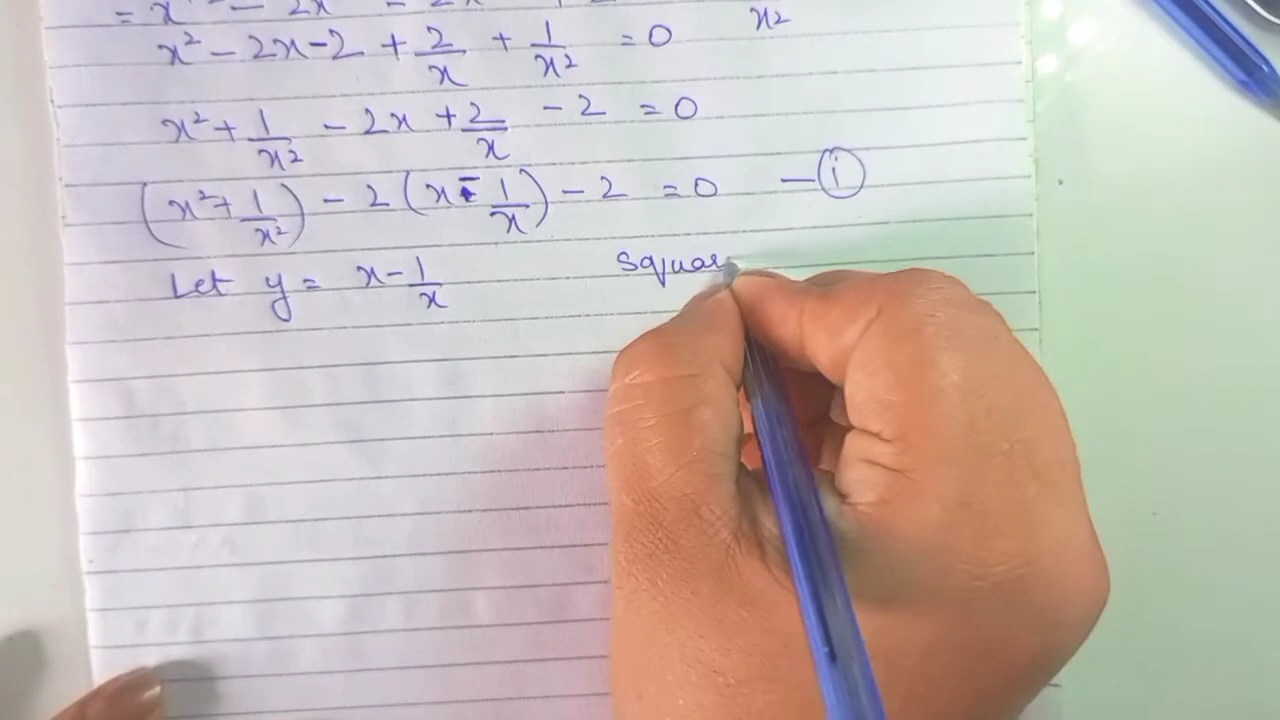 x² - 2x - 2 + 2/x + 1/x² = 0
x² + 1/x² - 2x + 2/x - 2 = 0
(x² + 1/x²) - 2(x - 1/x) - 2 = 0 — (i)
Let y = x - 1/x Squar